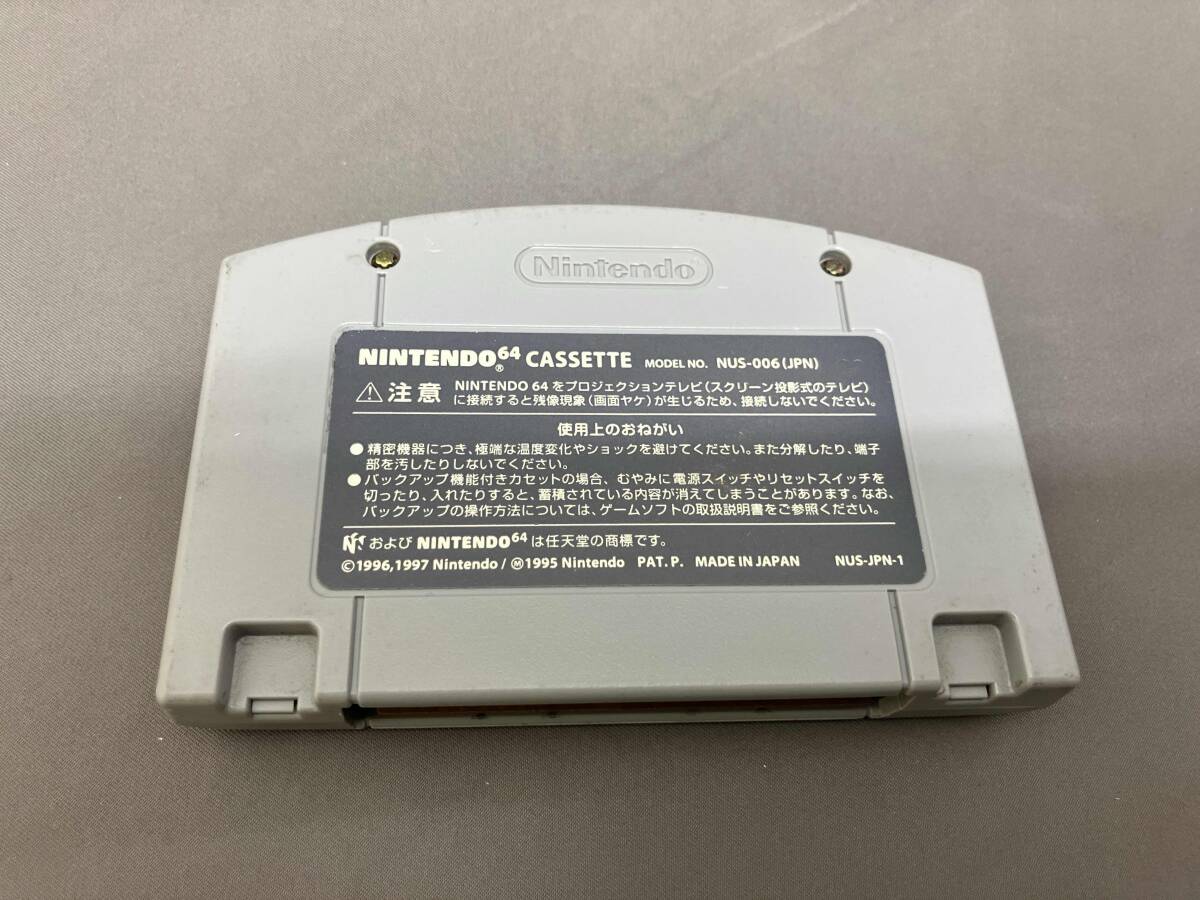 Nintendo
NINTENDO64® CASSETTE MODEL NO. NUS-006(JPN)
⚠ 注意 NINTENDO 64 をプロジェクションテレビ(スクリーン投影式のテレビ)
に接続すると残像現象(画面ヤケ)が生じるため、接続しないでください。
使用上のおねがい
●精密機器につき、極端な温度変化やショックを避けてください。また分解したり、端子
部を汚したりしないでください。
●バックアップ機能付きカセットの場合、むやみに電源スイッチやリセットスイッチを
切ったり、入れたりすると、蓄積されている内容が消えてしまうことがあります。なお、
バックアップの操作方法については、ゲームソフトの取扱説明書をご参照ください。
および NINTENDO64 は任天堂の商標です。
©1996,1997 Nintendo / Ⓜ1995 Nintendo PAT. P. MADE IN JAPAN NUS-JPN-1